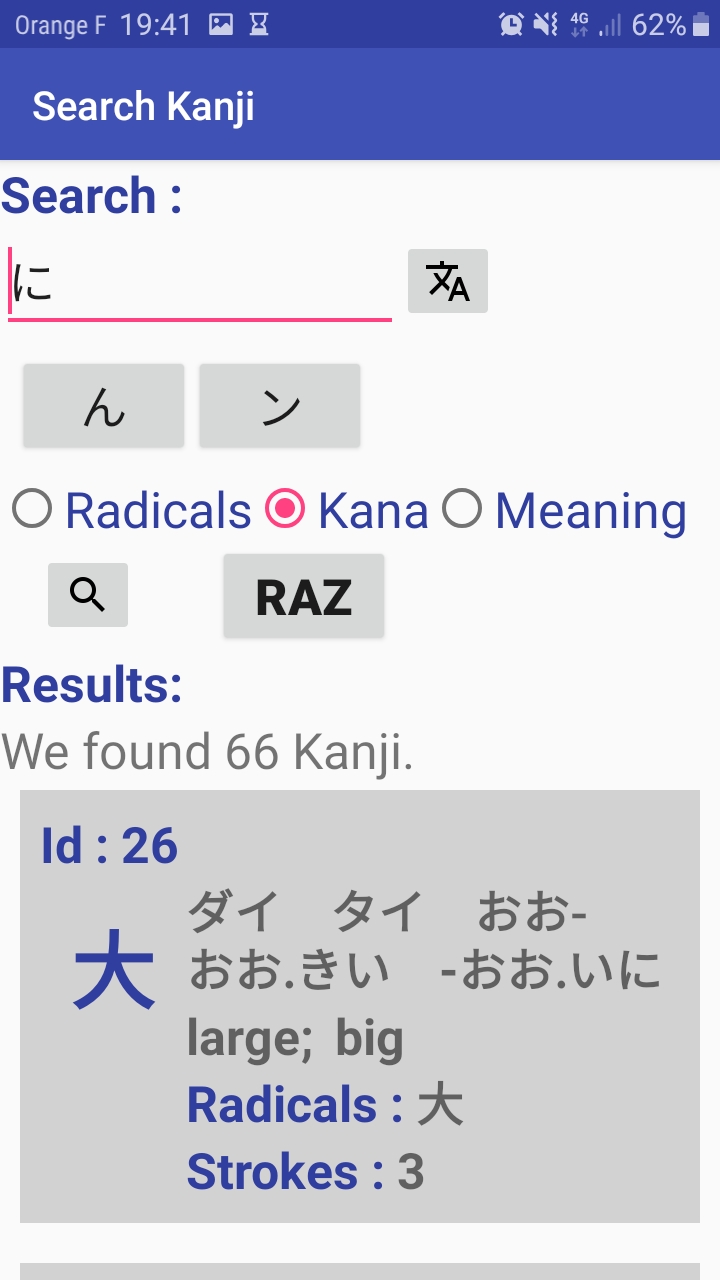 Orange F 19:41 4G 62%
Search Kanji
Search :
に
文A
ん ン
Radicals Kana Meaning
RAZ
Results:
We found 66 Kanji.
Id : 26
ダイ タイ おお-
大 おお.きい -おお.いに
large; big
Radicals : 大
Strokes : 3